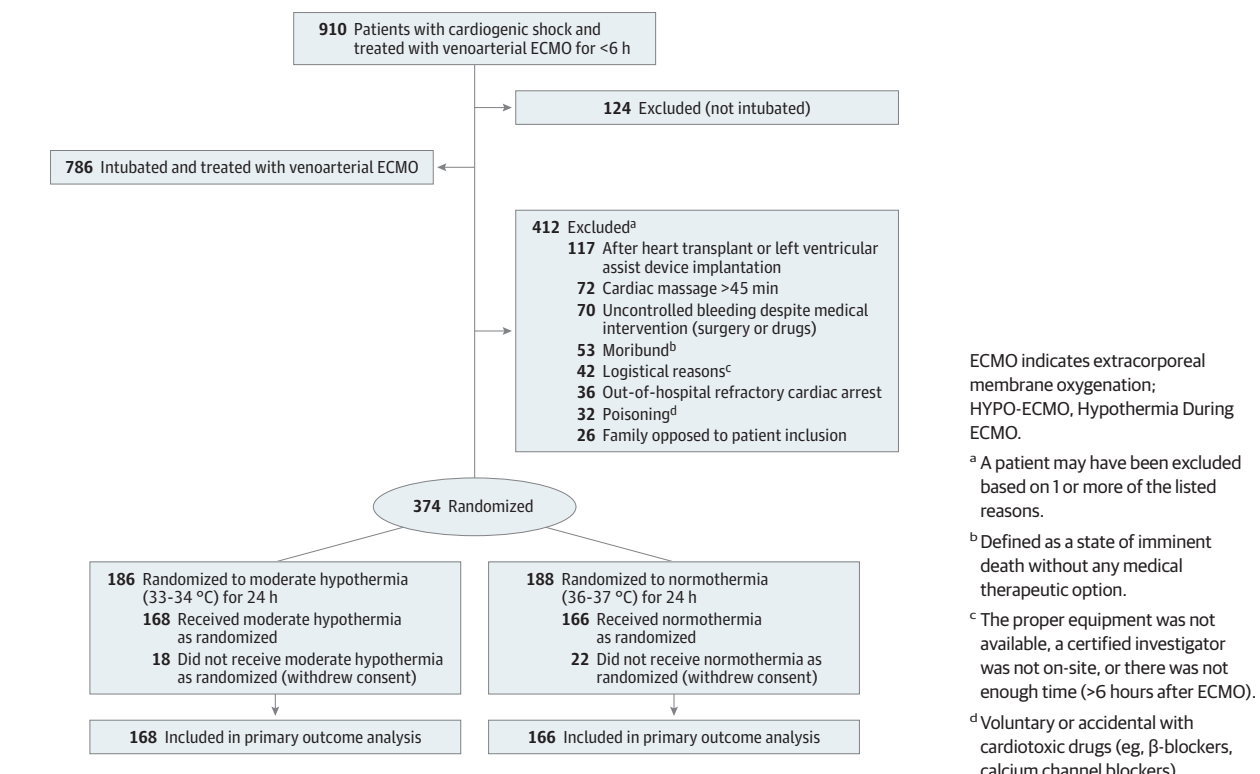 910 Patients with cardiogenic shock and
treated with venoarterial ECMO for <6 h
124 Excluded (not intubated)
786 Intubated and treated with venoarterial ECMO
412 Excludedᵃ
117 After heart transplant or left ventricular
assist device implantation
72 Cardiac massage >45 min
70 Uncontrolled bleeding despite medical
intervention (surgery or drugs)
53 Moribundᵇ
42 Logistical reasonsᶜ
36 Out-of-hospital refractory cardiac arrest
32 Poisoningᵈ
26 Family opposed to patient inclusion
374 Randomized
186 Randomized to moderate hypothermia
(33-34 °C) for 24 h
168 Received moderate hypothermia
as randomized
18 Did not receive moderate hypothermia
as randomized (withdrew consent)
188 Randomized to normothermia
(36-37 °C) for 24 h
166 Received normothermia
as randomized
22 Did not receive normothermia as
randomized (withdrew consent)
168 Included in primary outcome analysis
166 Included in primary outcome analysis
ECMO indicates extracorporeal
membrane oxygenation;
HYPO-ECMO, Hypothermia During
ECMO.
ᵃ A patient may have been excluded
based on 1 or more of the listed
reasons.
ᵇ Defined as a state of imminent
death without any medical
therapeutic option.
ᶜ The proper equipment was not
available, a certified investigator
was not on-site, or there was not
enough time (>6 hours after ECMO).
ᵈ Voluntary or accidental with
cardiotoxic drugs (eg, β-blockers,
calcium channel blockers)